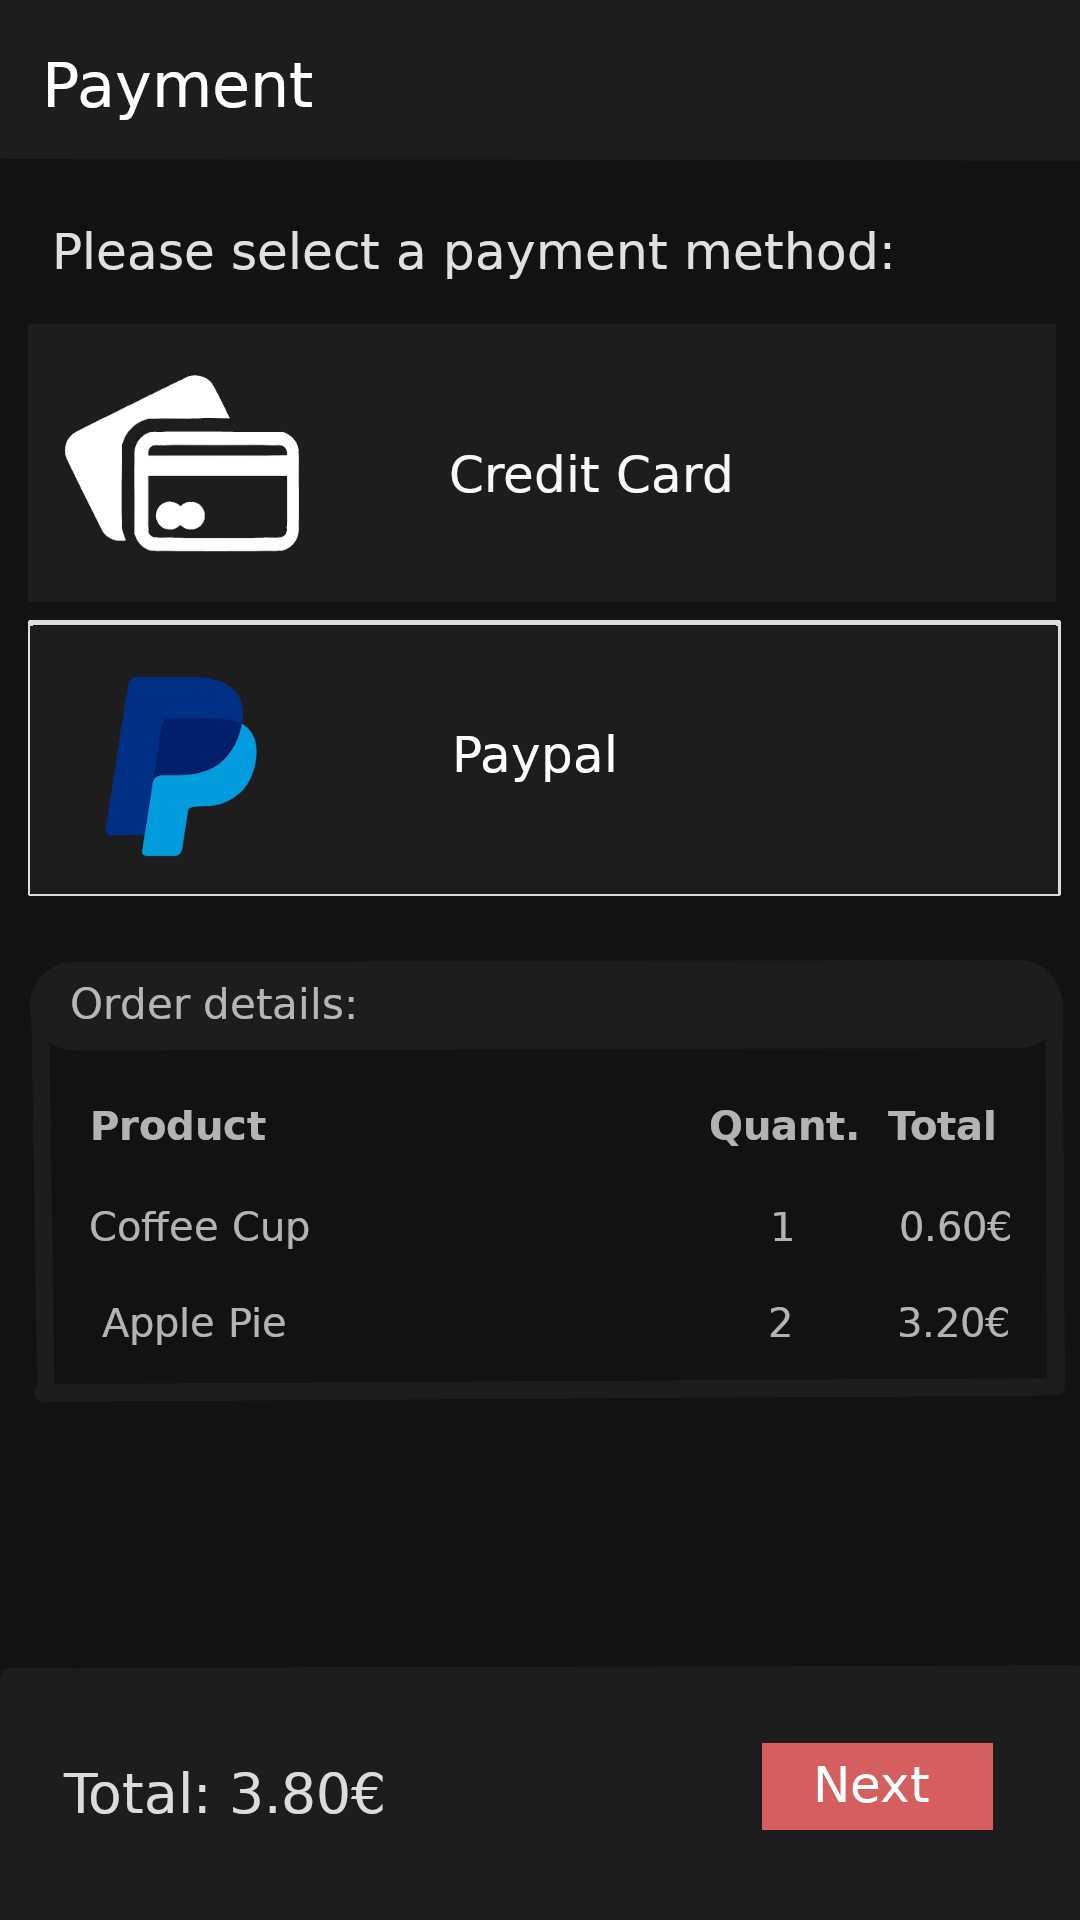 Payment
Please select a payment method:
Credit Card
Paypal
Order details:
Product Quant. Total
Coffee Cup 1 0.60€
Apple Pie 2 3.20€
Total: 3.80€ Next